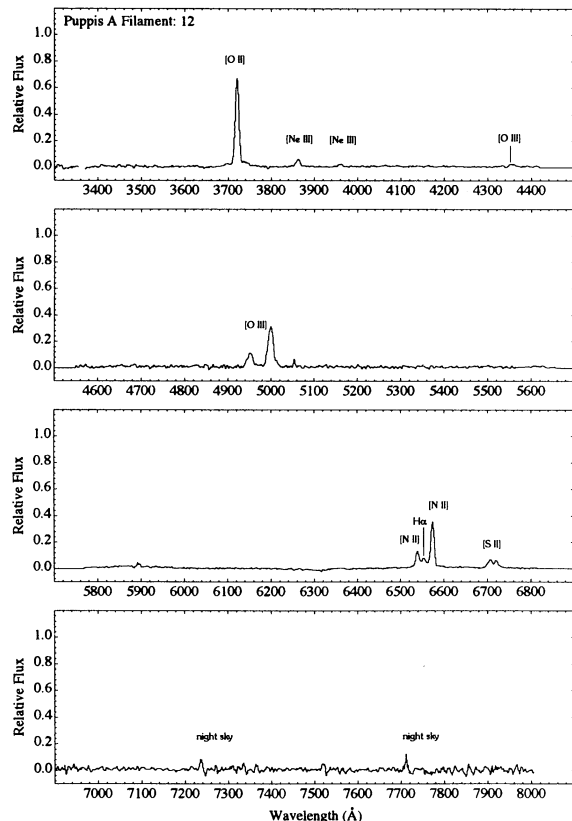 Puppis A Filament: 12
Relative Flux
1.0
0.8
0.6
0.4
0.2
0.0
[O II]
[Ne III]
[Ne III]
[O III]
3400 3500 3600 3700 3800 3900 4000 4100 4200 4300 4400
Relative Flux
1.0
0.8
0.6
0.4
0.2
0.0
[O III]
4600 4700 4800 4900 5000 5100 5200 5300 5400 5500 5600
Relative Flux
1.0
0.8
0.6
0.4
0.2
0.0
[N II]
Hα
[N II]
[S II]
5800 5900 6000 6100 6200 6300 6400 6500 6600 6700 6800
Relative Flux
1.0
0.8
0.6
0.4
0.2
0.0
night sky
night sky
7000 7100 7200 7300 7400 7500 7600 7700 7800 7900 8000
Wavelength (Å)